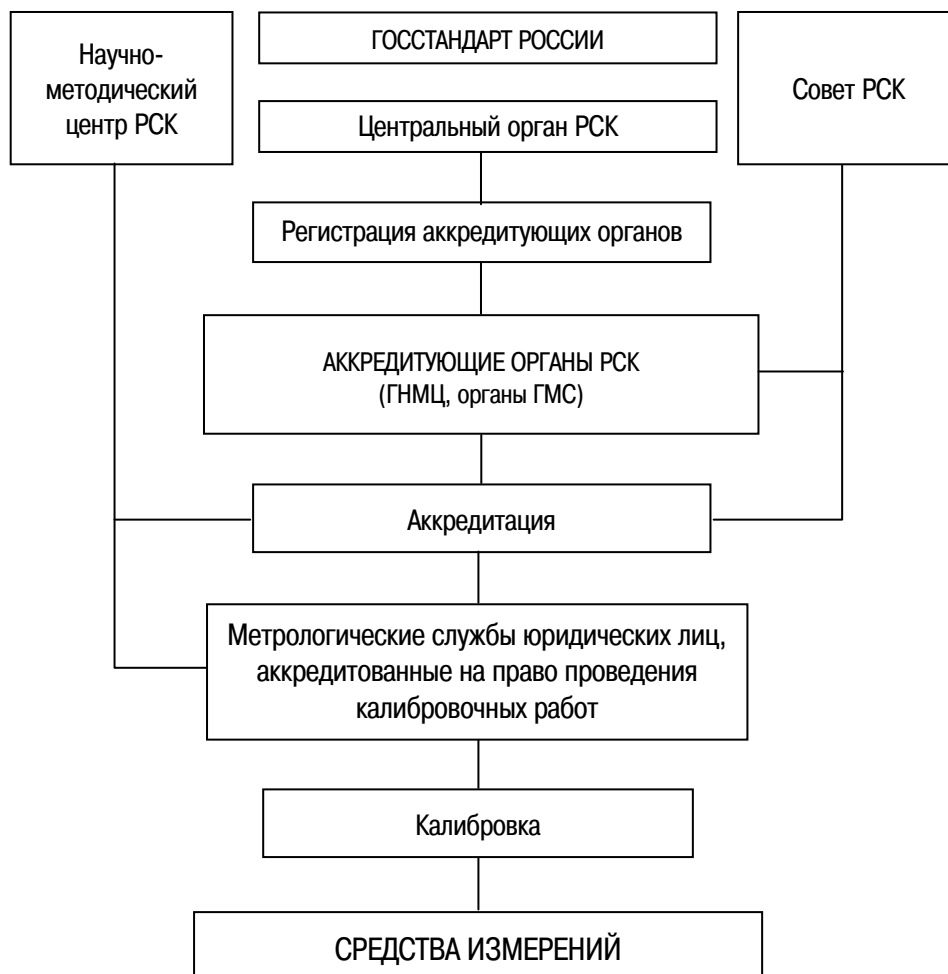 Научно-
методический
центр РСК
ГОССТАНДАРТ РОССИИ
Центральный орган РСК
Совет РСК
Регистрация аккредитующих органов
АККРЕДИТУЮЩИЕ ОРГАНЫ РСК
(ГНМЦ, органы ГМС)
Аккредитация
Метрологические службы юридических лиц,
аккредитованные на право проведения
калибровочных работ
Калибровка
СРЕДСТВА ИЗМЕРЕНИЙ